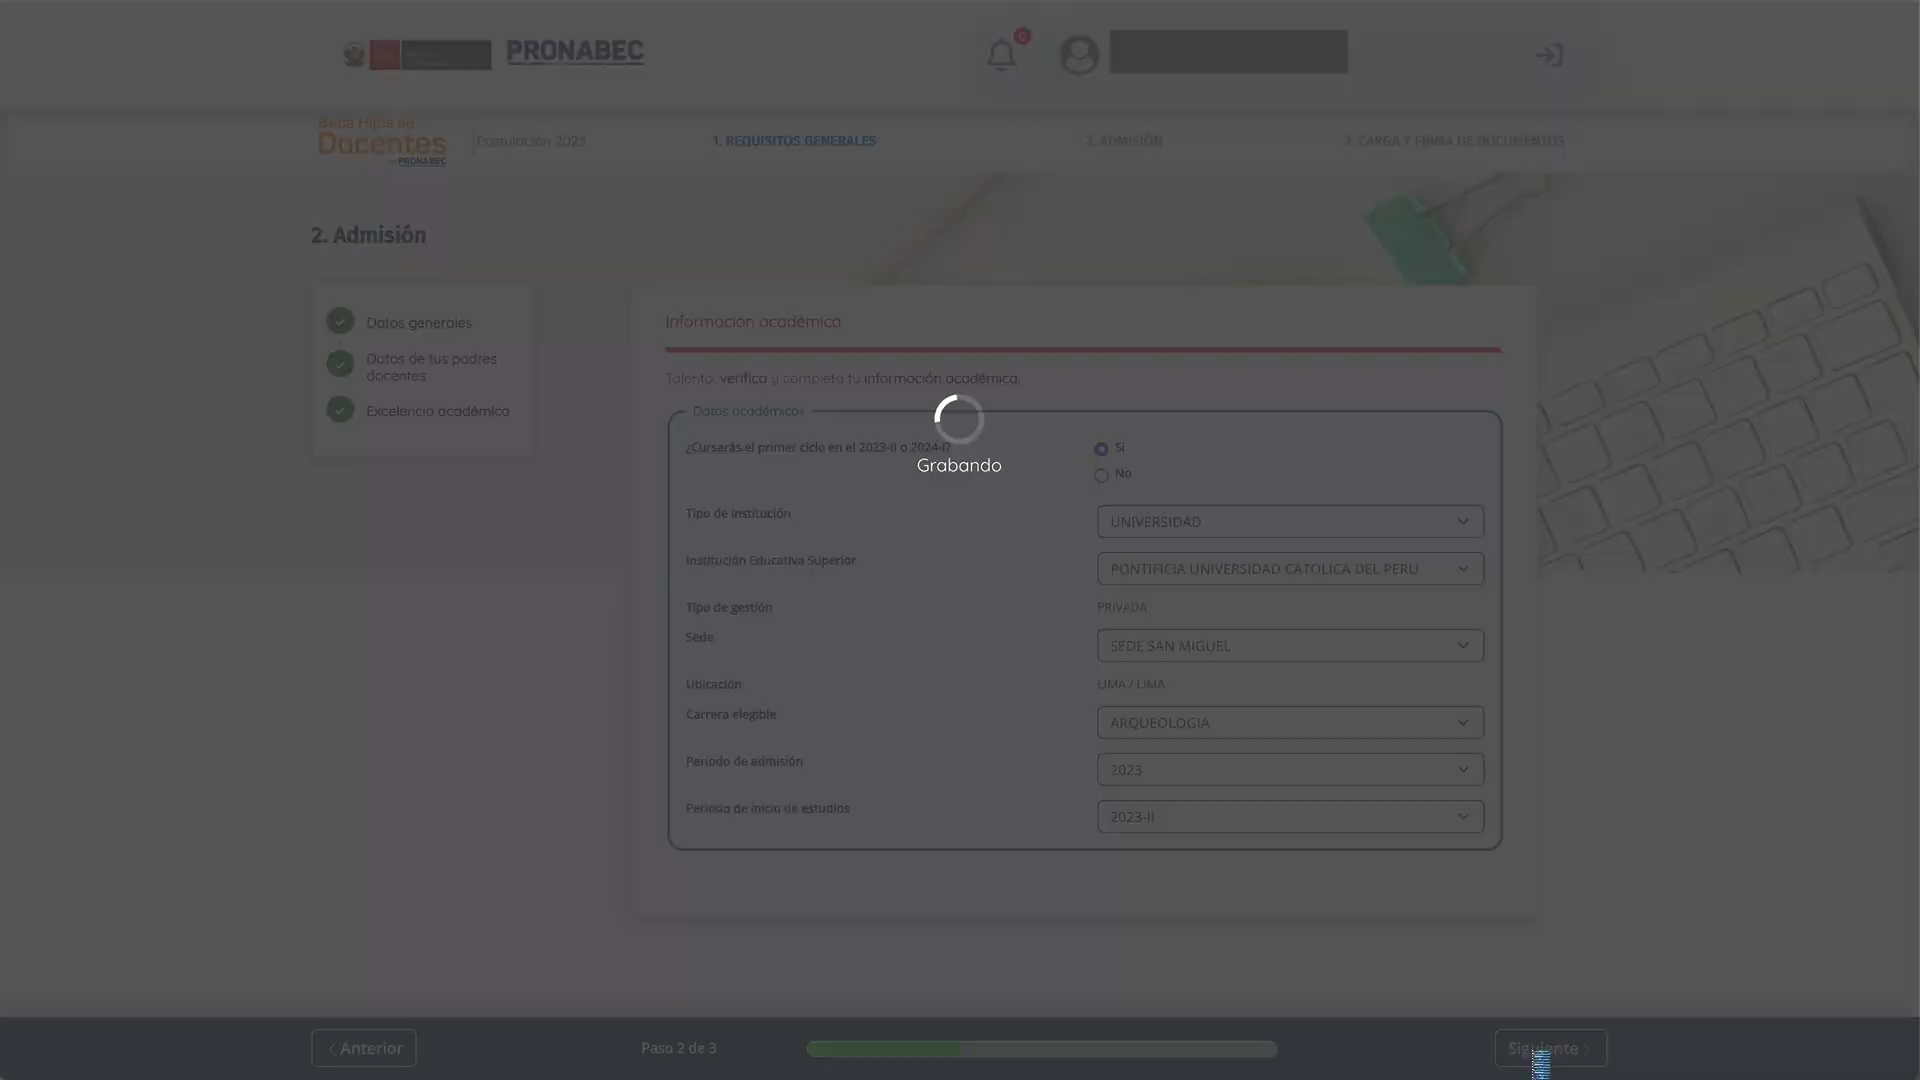 PRONABEC
0
Beca Hijos de
Docentes
PRONABEC
Postulación 2023
1. REQUISITOS GENERALES
2. ADMISIÓN
3. CARGA Y FIRMA DE DOCUMENTOS
2. Admisión
Datos generales
Datos de tus padres
docentes
Excelencia académica
Información académica
Talento, verifica y completa tu información académica.
Datos académicos
¿Cursarás el primer ciclo en el 2023-II o 2024-I?
Si
No
Grabando
Tipo de institución
UNIVERSIDAD
Institución Educativa Superior
PONTIFICIA UNIVERSIDAD CATOLICA DEL PERU
Tipo de gestión
PRIVADA
Sede
SEDE SAN MIGUEL
Ubicación
LIMA / LIMA
Carrera elegible
ARQUEOLOGIA
Periodo de admisión
2023
Periodo de inicio de estudios
2023-II
Anterior
Paso 2 de 3
Siguiente